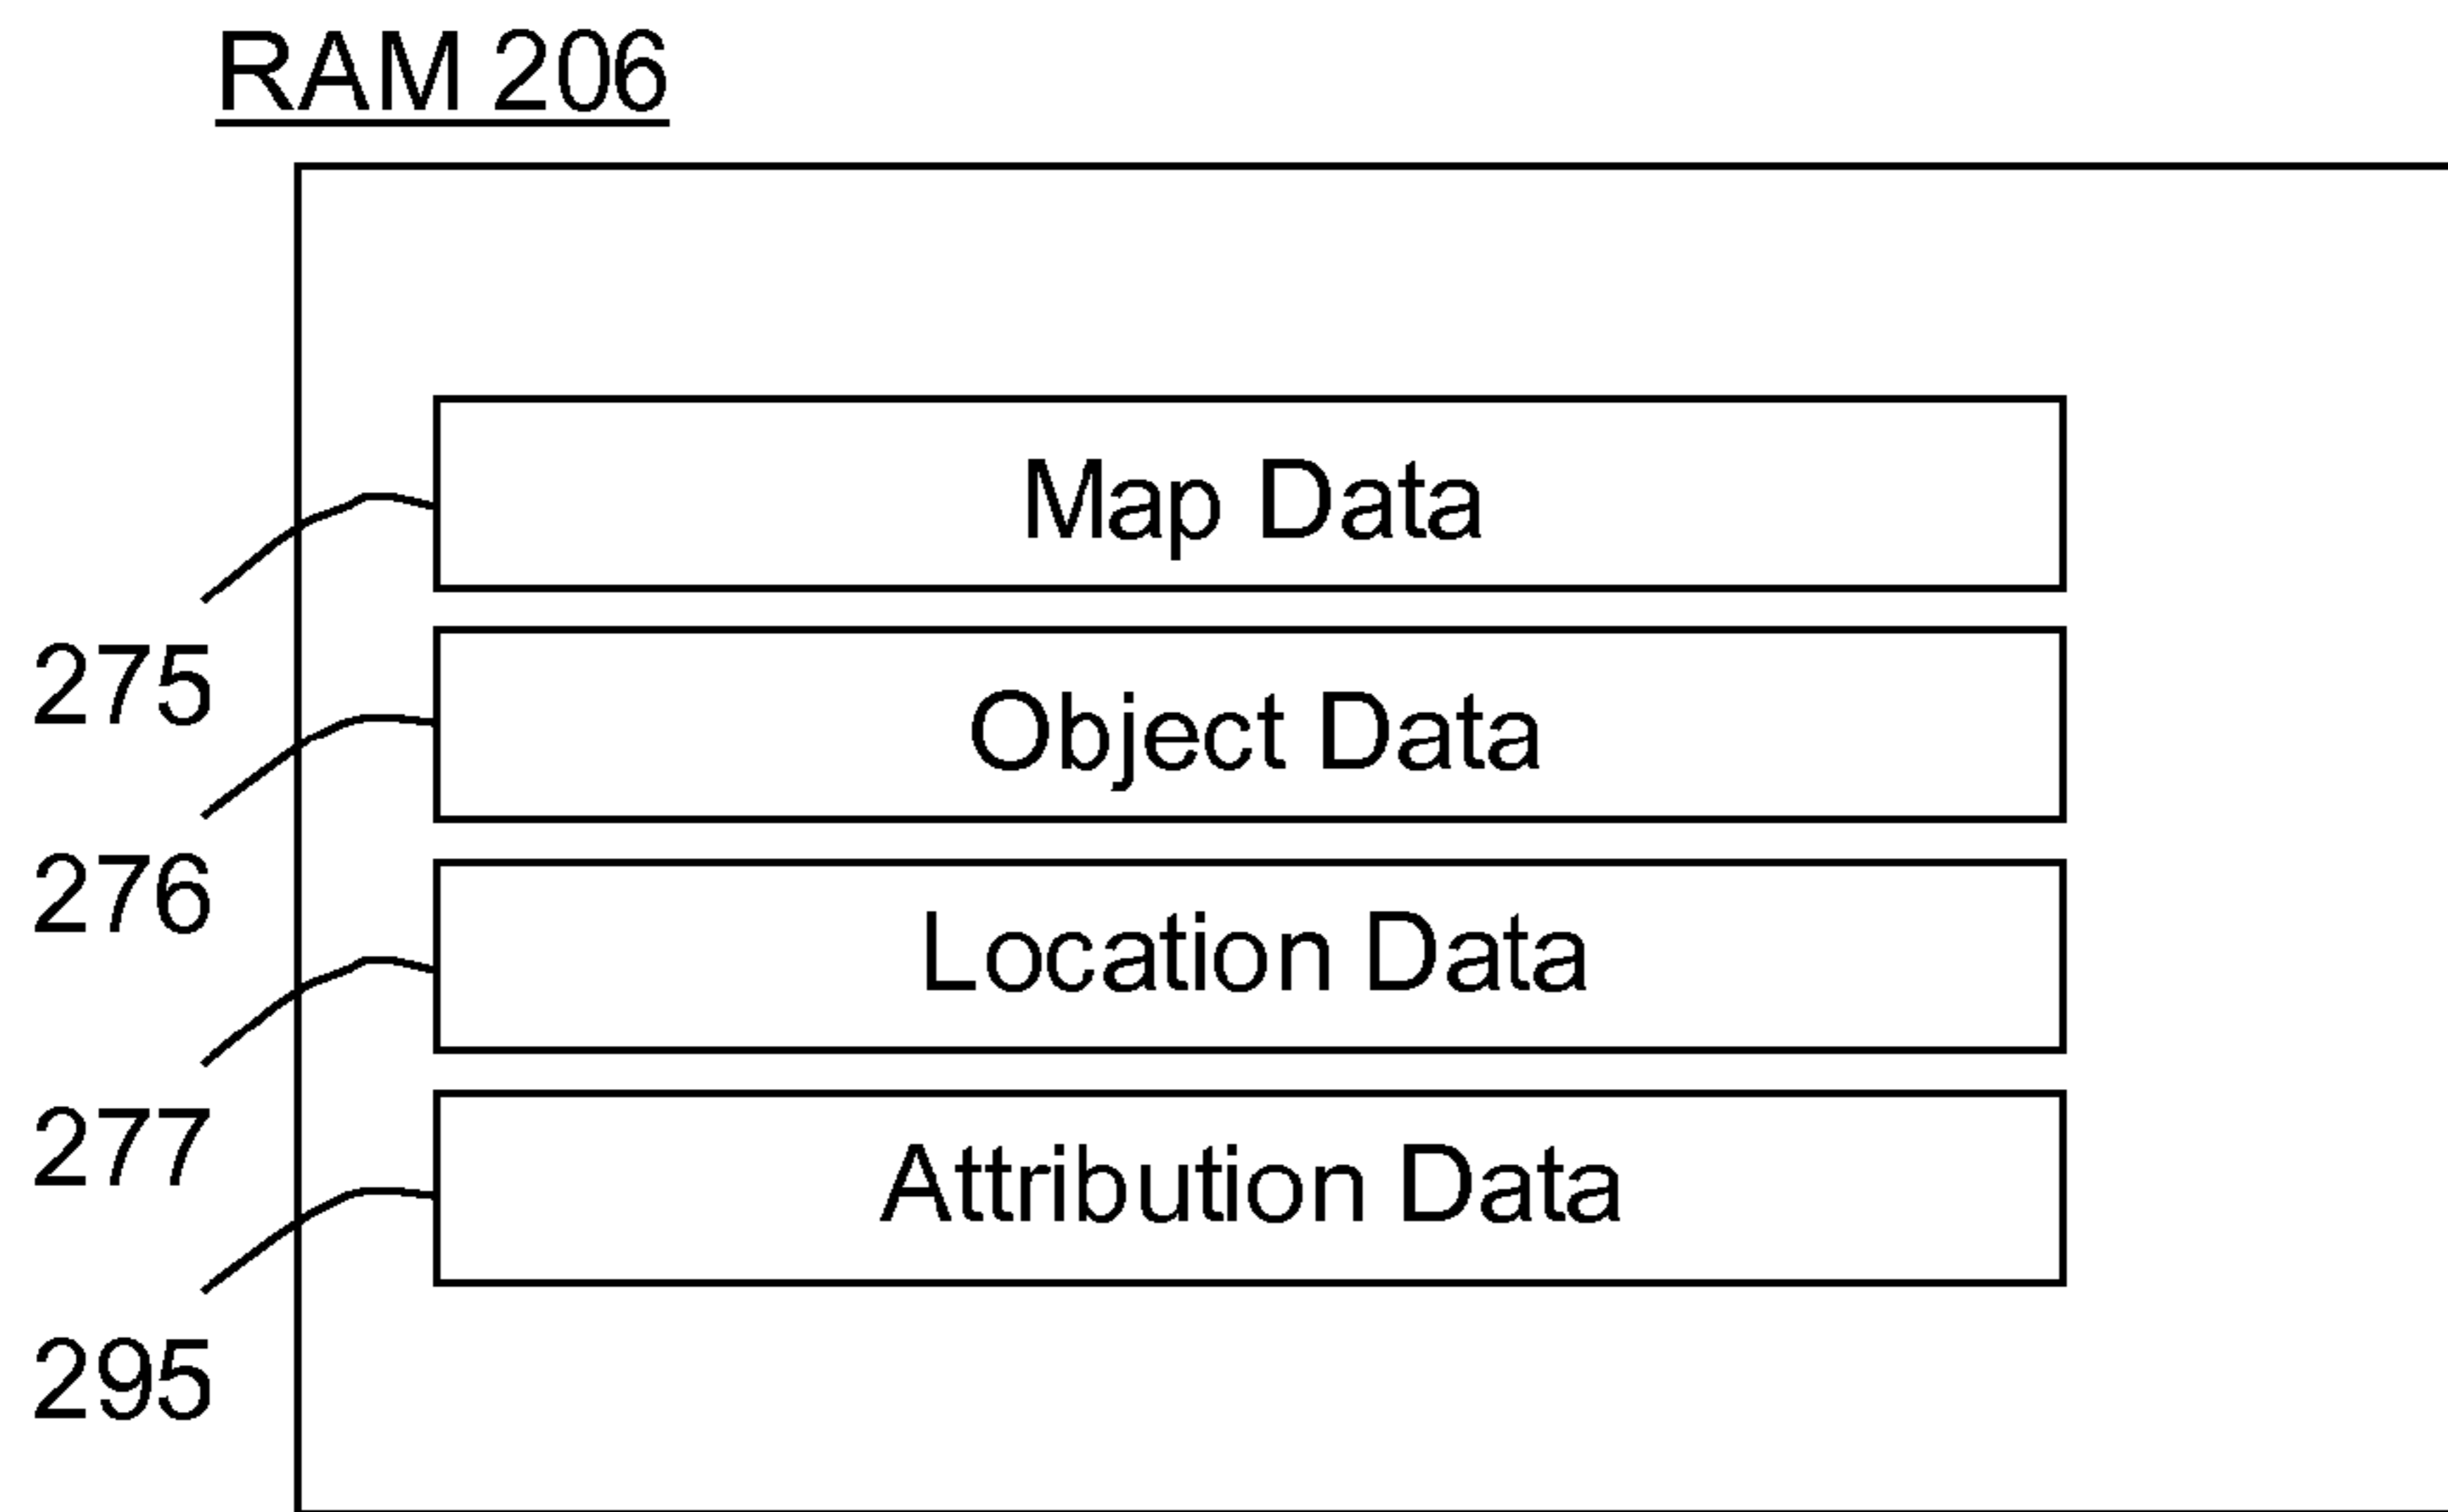 RAM 206
Map Data
275
Object Data
276
Location Data
277
Attribution Data
295